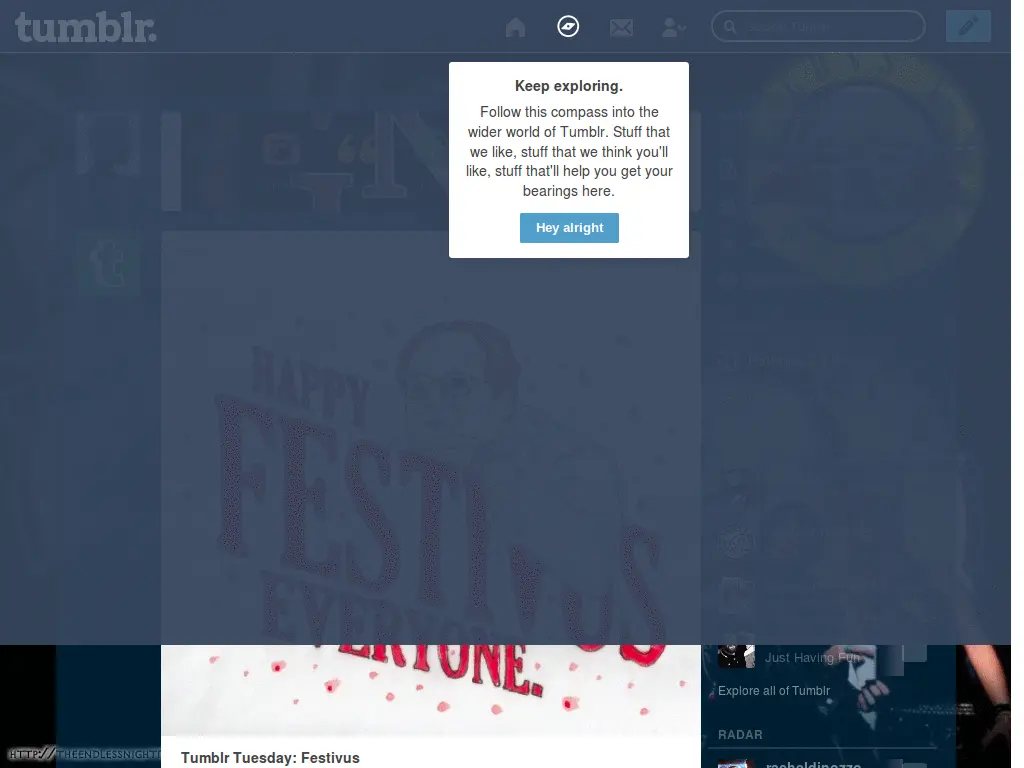 tumblr.
Search Tumblr
Keep exploring.
Follow this compass into the
wider world of Tumblr. Stuff that
we like, stuff that we think you'll
like, stuff that'll help you get your
bearings here.
Hey alright
HAPPY
FESTIVUS
EVERYONE.
Just Having Fun
Explore all of Tumblr
RADAR
HTTP://THEENDLESSNIGHT
Tumblr Tuesday: Festivus